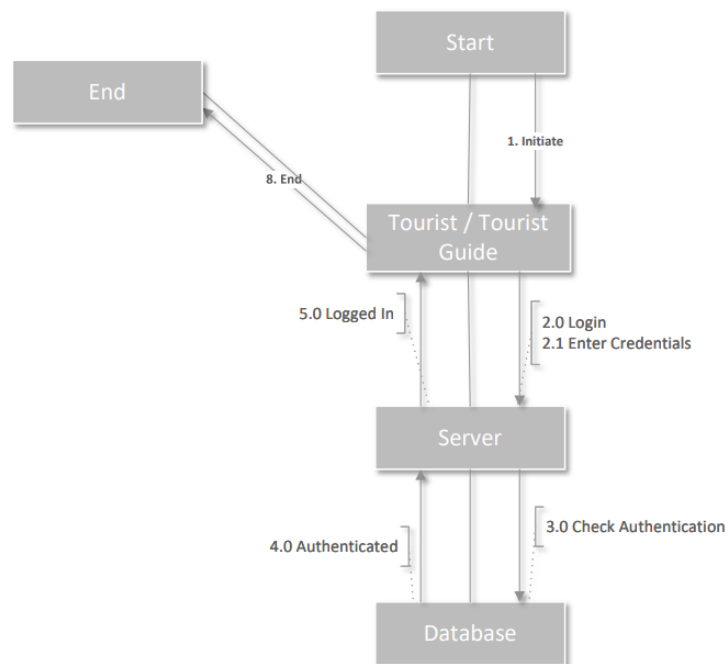 Start
End
1. Initiate
8. End
Tourist / Tourist
Guide
5.0 Logged In
2.0 Login
2.1 Enter Credentials
Server
3.0 Check Authentication
4.0 Authenticated
Database